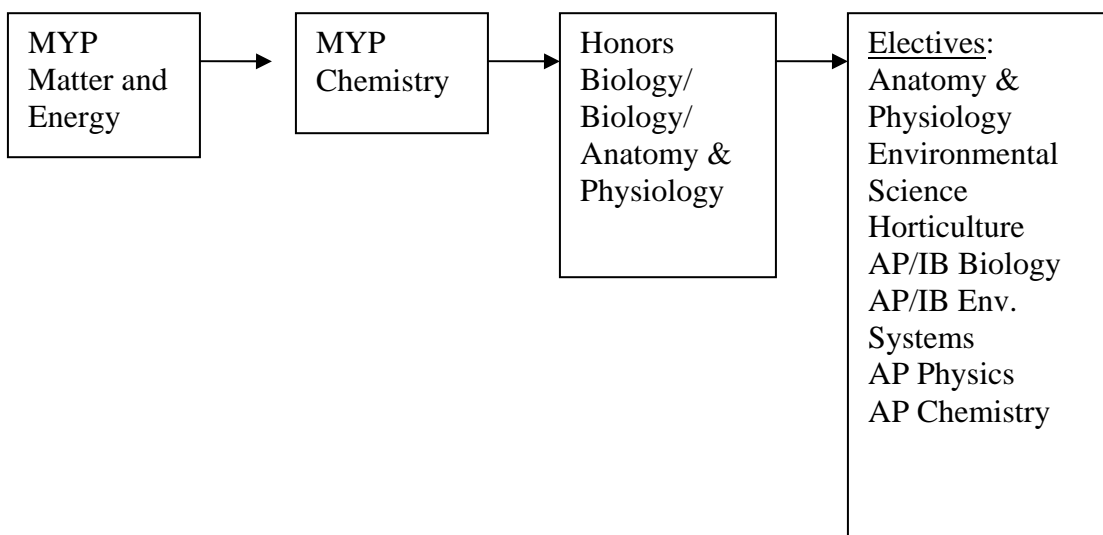 MYP
Matter and
Energy
MYP
Chemistry
Honors
Biology/
Biology/
Anatomy &
Physiology
Electives:
Anatomy &
Physiology
Environmental
Science
Horticulture
AP/IB Biology
AP/IB Env.
Systems
AP Physics
AP Chemistry